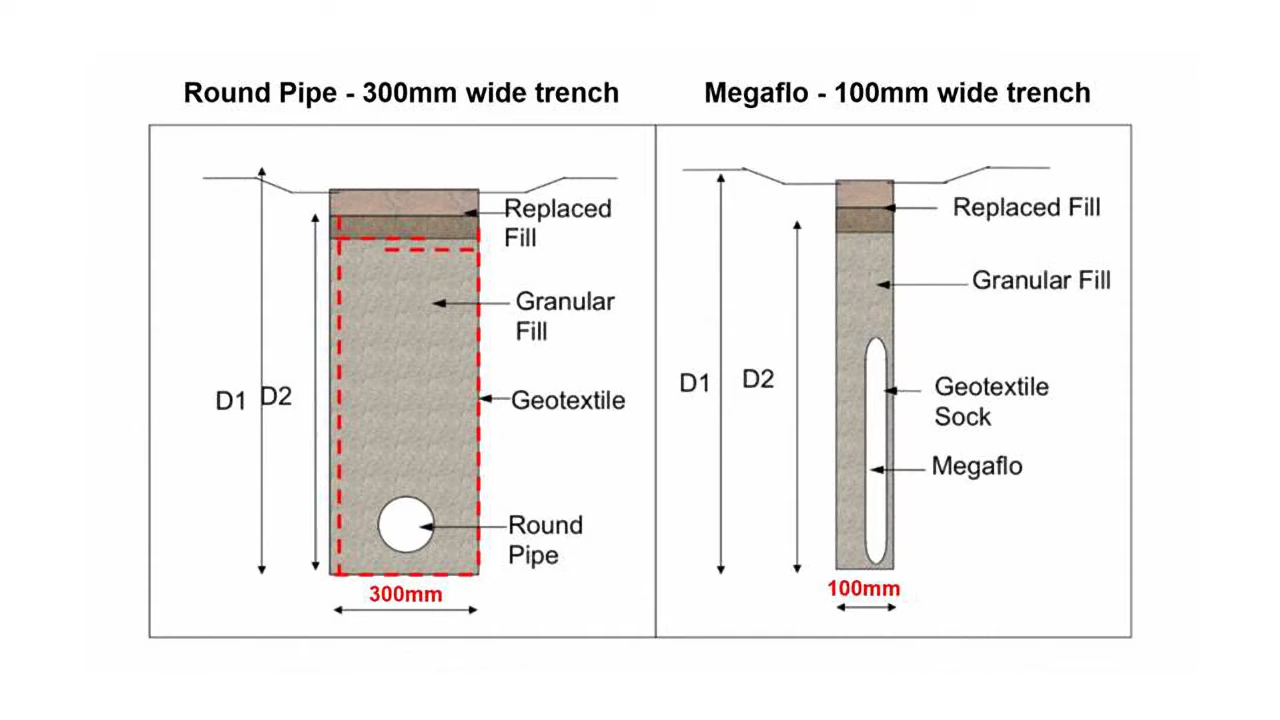 Round Pipe - 300mm wide trench
Megaflo - 100mm wide trench
Replaced
Fill
Granular
Fill
D1
D2
Geotextile
Round
Pipe
300mm
Replaced Fill
Granular Fill
D1
D2
Geotextile
Sock
Megaflo
100mm